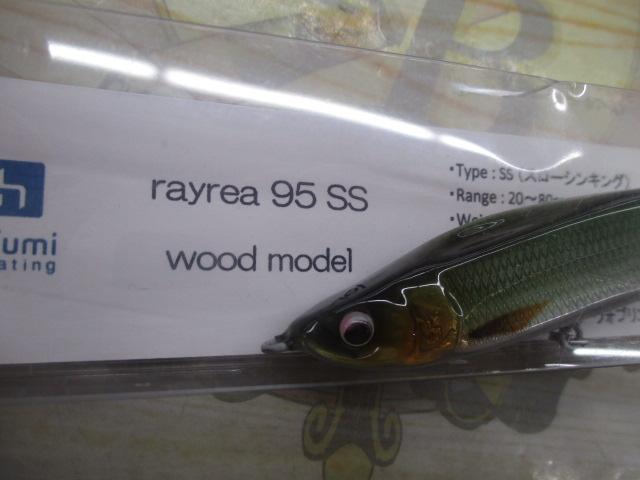 rayrea 95 SS
wood model
・Type : SS (スローシンキング)
・Range : 20～80
umi
ating